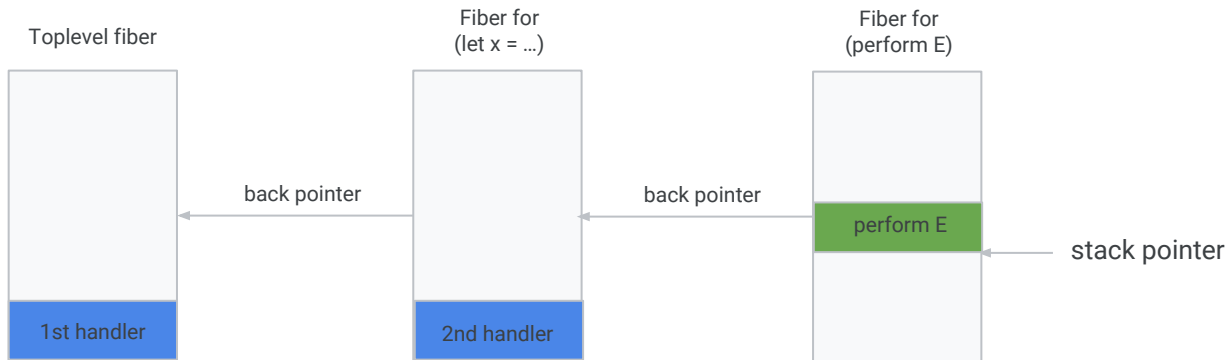 Toplevel fiber
Fiber for
(let x = …)
Fiber for
(perform E)
back pointer
back pointer
perform E
stack pointer
1st handler
2nd handler